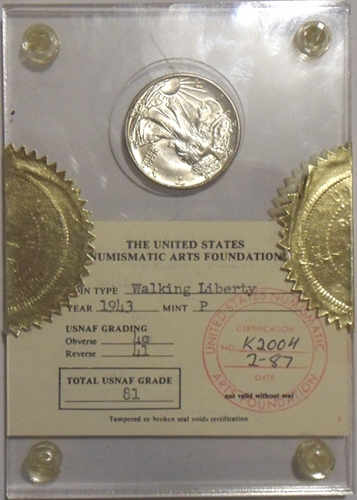 THE UNITED STATES
NUMISMATIC ARTS FOUNDATION
IN TYPE Walking Liberty
YEAR 1943 MINT P
USNAF GRADING
Obverse 40
Reverse 41
TOTAL USNAF GRADE
81
UNITED STATES NUMISMATIC
CERTIFICATION
NO. K2004
2-87
DATE
ARTS FOUNDATION
not valid without seal
Tampered or broken seal voids certification